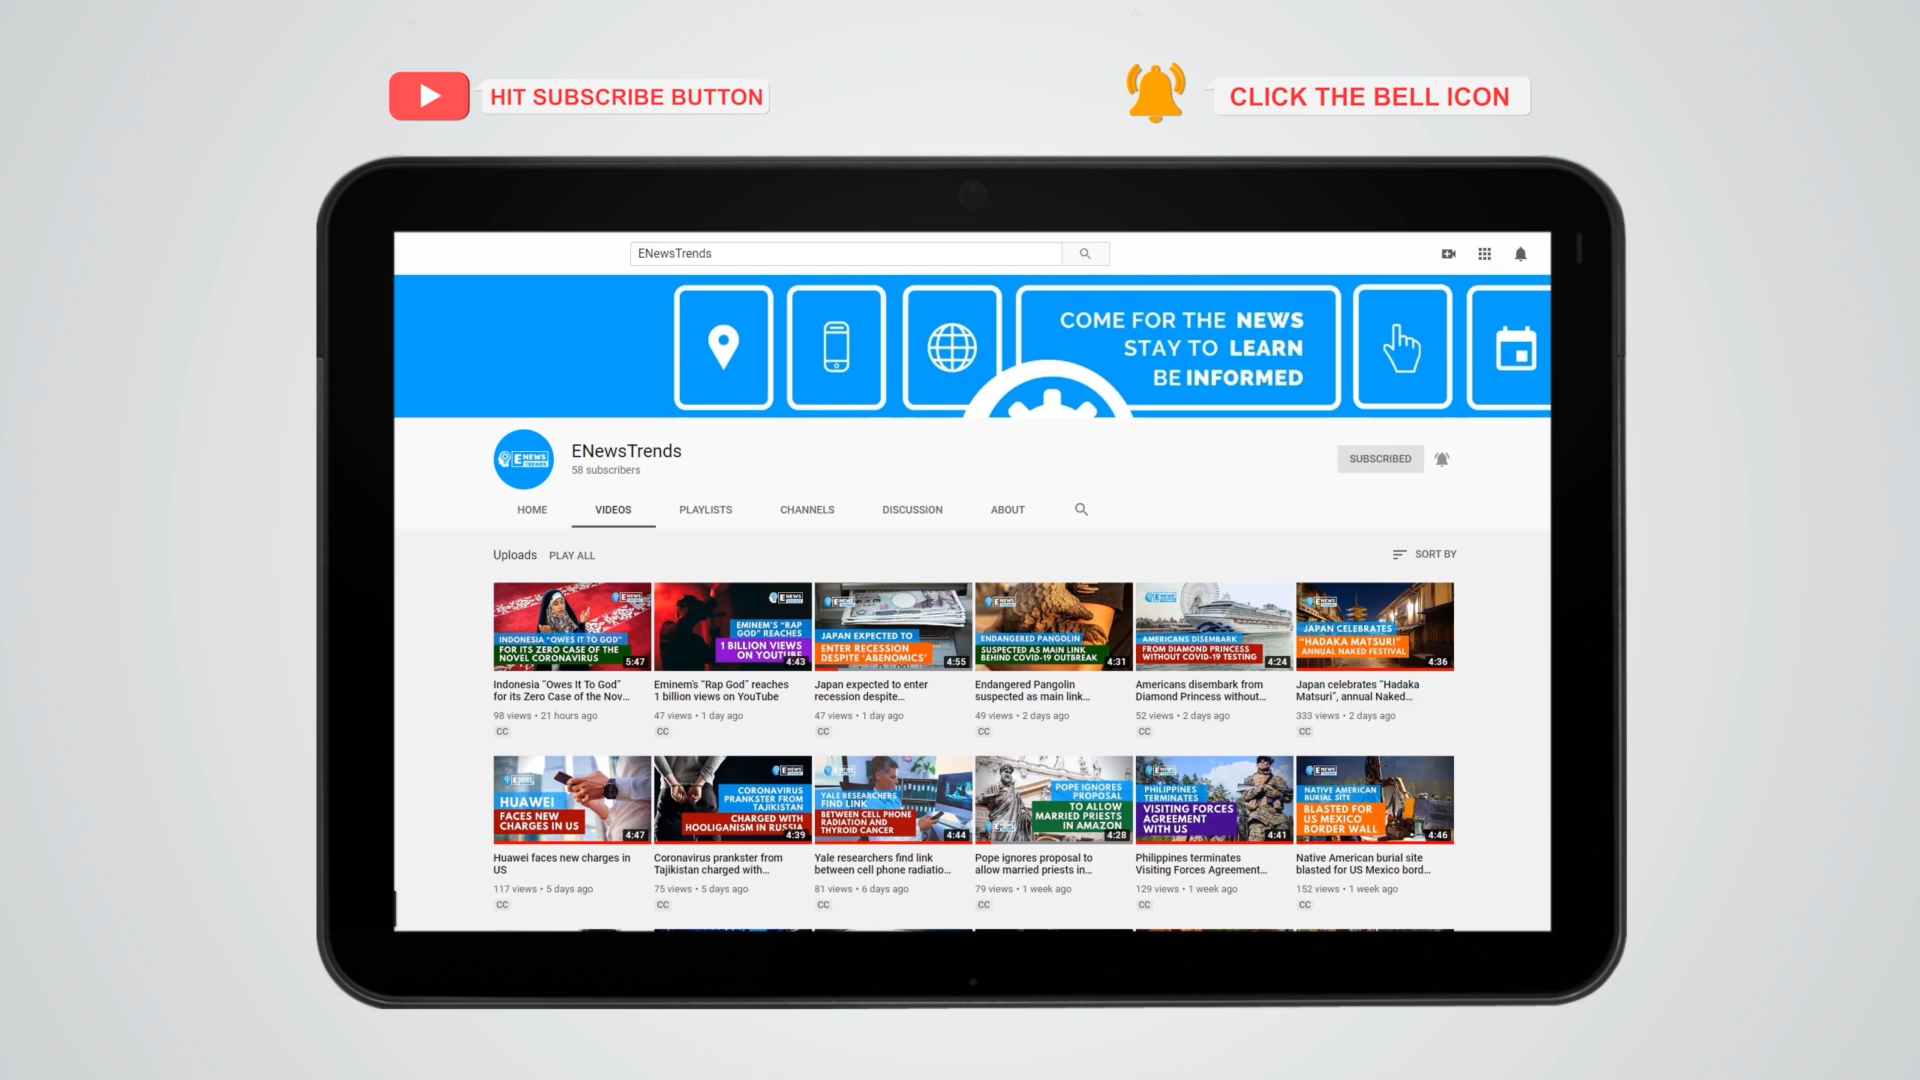 HIT SUBSCRIBE BUTTON
CLICK THE BELL ICON
ENewsTrends
COME FOR THE NEWS
STAY TO LEARN
BE INFORMED
E NEWS
TRENDS
ENewsTrends
58 subscribers
SUBSCRIBED
HOME VIDEOS PLAYLISTS CHANNELS DISCUSSION ABOUT
Uploads PLAY ALL
SORT BY
INDONESIA "OWES IT TO GOD"
FOR ITS ZERO CASE OF THE
NOVEL CORONAVIRUS
5:47
Indonesia “Owes It To God”
for its Zero Case of the Nov...
98 views • 21 hours ago
CC
EMINEM'S "RAP
GOD" REACHES
1 BILLION VIEWS
ON YOUTUBE
4:43
Eminem's "Rap God" reaches
1 billion views on YouTube
47 views • 1 day ago
CC
JAPAN EXPECTED TO
ENTER RECESSION
DESPITE 'ABENOMICS'
4:55
Japan expected to enter
recession despite...
47 views • 1 day ago
CC
ENDANGERED PANGOLIN
SUSPECTED AS MAIN LINK
BEHIND COVID-19 OUTBREAK
4:31
Endangered Pangolin
suspected as main link...
49 views • 2 days ago
CC
AMERICANS DISEMBARK
FROM DIAMOND PRINCESS
WITHOUT COVID-19 TESTING
4:24
Americans disembark from
Diamond Princess without...
52 views • 2 days ago
CC
JAPAN CELEBRATES
"HADAKA MATSURI"
ANNUAL NAKED FESTIVAL
4:36
Japan celebrates “Hadaka
Matsuri”, annual Naked...
333 views • 2 days ago
CC
HUAWEI
FACES NEW
CHARGES IN US
4:47
Huawei faces new charges in
US
117 views • 5 days ago
CC
CORONAVIRUS
PRANKSTER FROM
TAJIKISTAN
CHARGED WITH
HOOLIGANISM IN RUSSIA
4:39
Coronavirus prankster from
Tajikistan charged with...
75 views • 5 days ago
CC
YALE RESEARCHERS
FIND LINK
BETWEEN CELL PHONE
RADIATION AND
THYROID CANCER
4:44
Yale researchers find link
between cell phone radiatio...
81 views • 6 days ago
CC
POPE IGNORES
PROPOSAL
TO ALLOW
MARRIED PRIESTS
IN AMAZON
4:28
Pope ignores proposal to
allow married priests in...
79 views • 1 week ago
CC
PHILIPPINES
TERMINATES
VISITING FORCES
AGREEMENT
WITH US
4:41
Philippines terminates
Visiting Forces Agreement...
129 views • 1 week ago
CC
NATIVE AMERICAN
BURIAL SITE
BLASTED FOR
US MEXICO
BORDER WALL
4:46
Native American burial site
blasted for US Mexico bord...
152 views • 1 week ago
CC